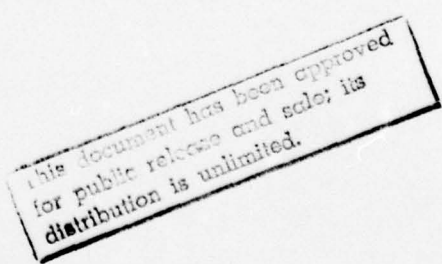 This document has been approved
for public release and sale; its
distribution is unlimited.